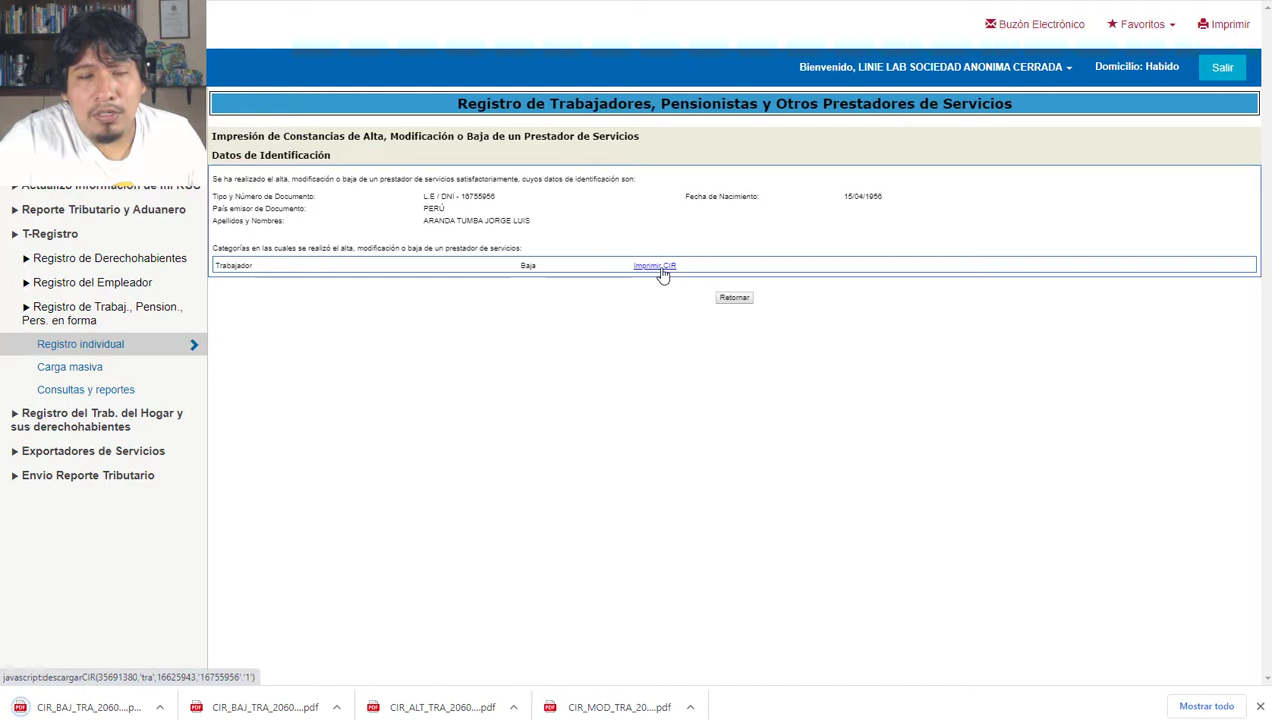 Buzón Electrónico
Favoritos
Imprimir
Bienvenido, LINIE LAB SOCIEDAD ANONIMA CERRADA
Domicilio: Habido
Salir
Registro de Trabajadores, Pensionistas y Otros Prestadores de Servicios
Impresión de Constancias de Alta, Modificación o Baja de un Prestador de Servicios
Datos de Identificación
Se ha realizado el alta, modificación o baja de un prestador de servicios satisfactoriamente, cuyos datos de identificación son:
Tipo y Número de Documento: L.E / DNI - 16755956 Fecha de Nacimiento: 15/04/1956
País emisor de Documento: PERÚ
Apellidos y Nombres: ARANDA TUMBA JORGE LUIS
Categorías en las cuales se realizó el alta, modificación o baja de un prestador de servicios:
Trabajador Baja Imprimir CIR
Retornar
Reporte Tributario y Aduanero
T-Registro
Registro de Derechohabientes
Registro del Empleador
Registro de Trabaj., Pension.,
Pers. en forma
Registro individual
Carga masiva
Consultas y reportes
Registro del Trab. del Hogar y
sus derechohabientes
Exportadores de Servicios
Envio Reporte Tributario
javascript:descargarCIR(35691380,'tra',16625943,'16755956'.'1')
CIR_BAJ_TRA_2060....p...
CIR_BAJ_TRA_2060....pdf
CIR_ALT_TRA_2060....pdf
CIR_MOD_TRA_20....pdf
Mostrar todo